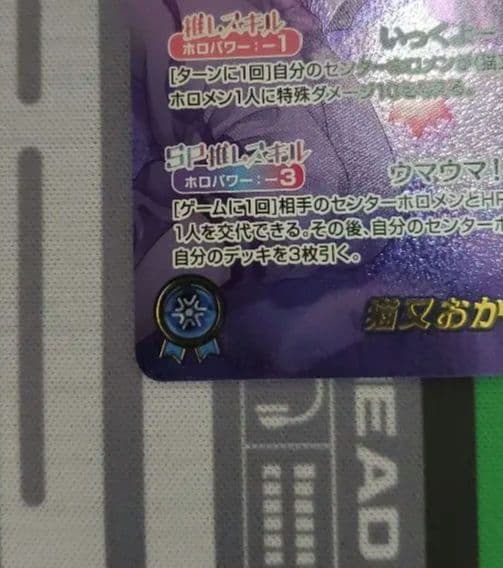 推しスキル
ホロパワー：－1
いっくよー
[ターンに1回]自分のセンターホロメンが〈猫
ホロメン1人に特殊ダメージ10を与える。
SP推しスキル
ホロパワー：－3
ウマウマ！
[ゲームに1回]相手のセンターホロメンとHP
1人を交代できる。その後、自分のセンターホ
自分のデッキを3枚引く。
猫又おか
EAD